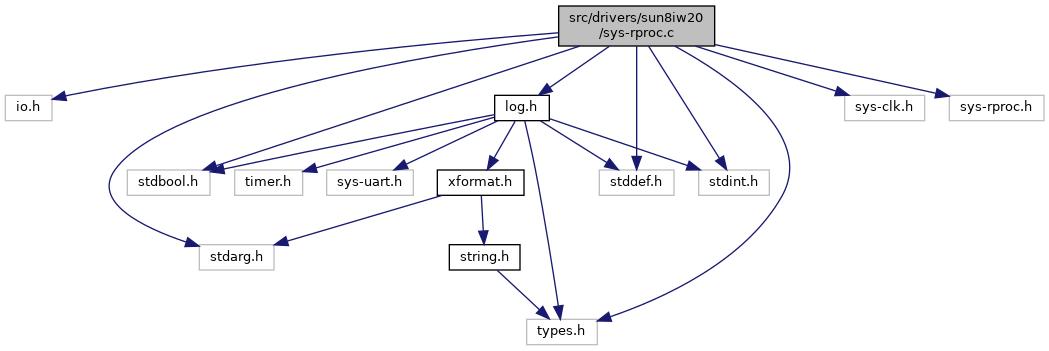 src/drivers/sun8iw20
/sys-rproc.c
io.h
log.h
sys-clk.h
sys-rproc.h
stdbool.h
timer.h
sys-uart.h
xformat.h
stddef.h
stdint.h
stdarg.h
string.h
types.h